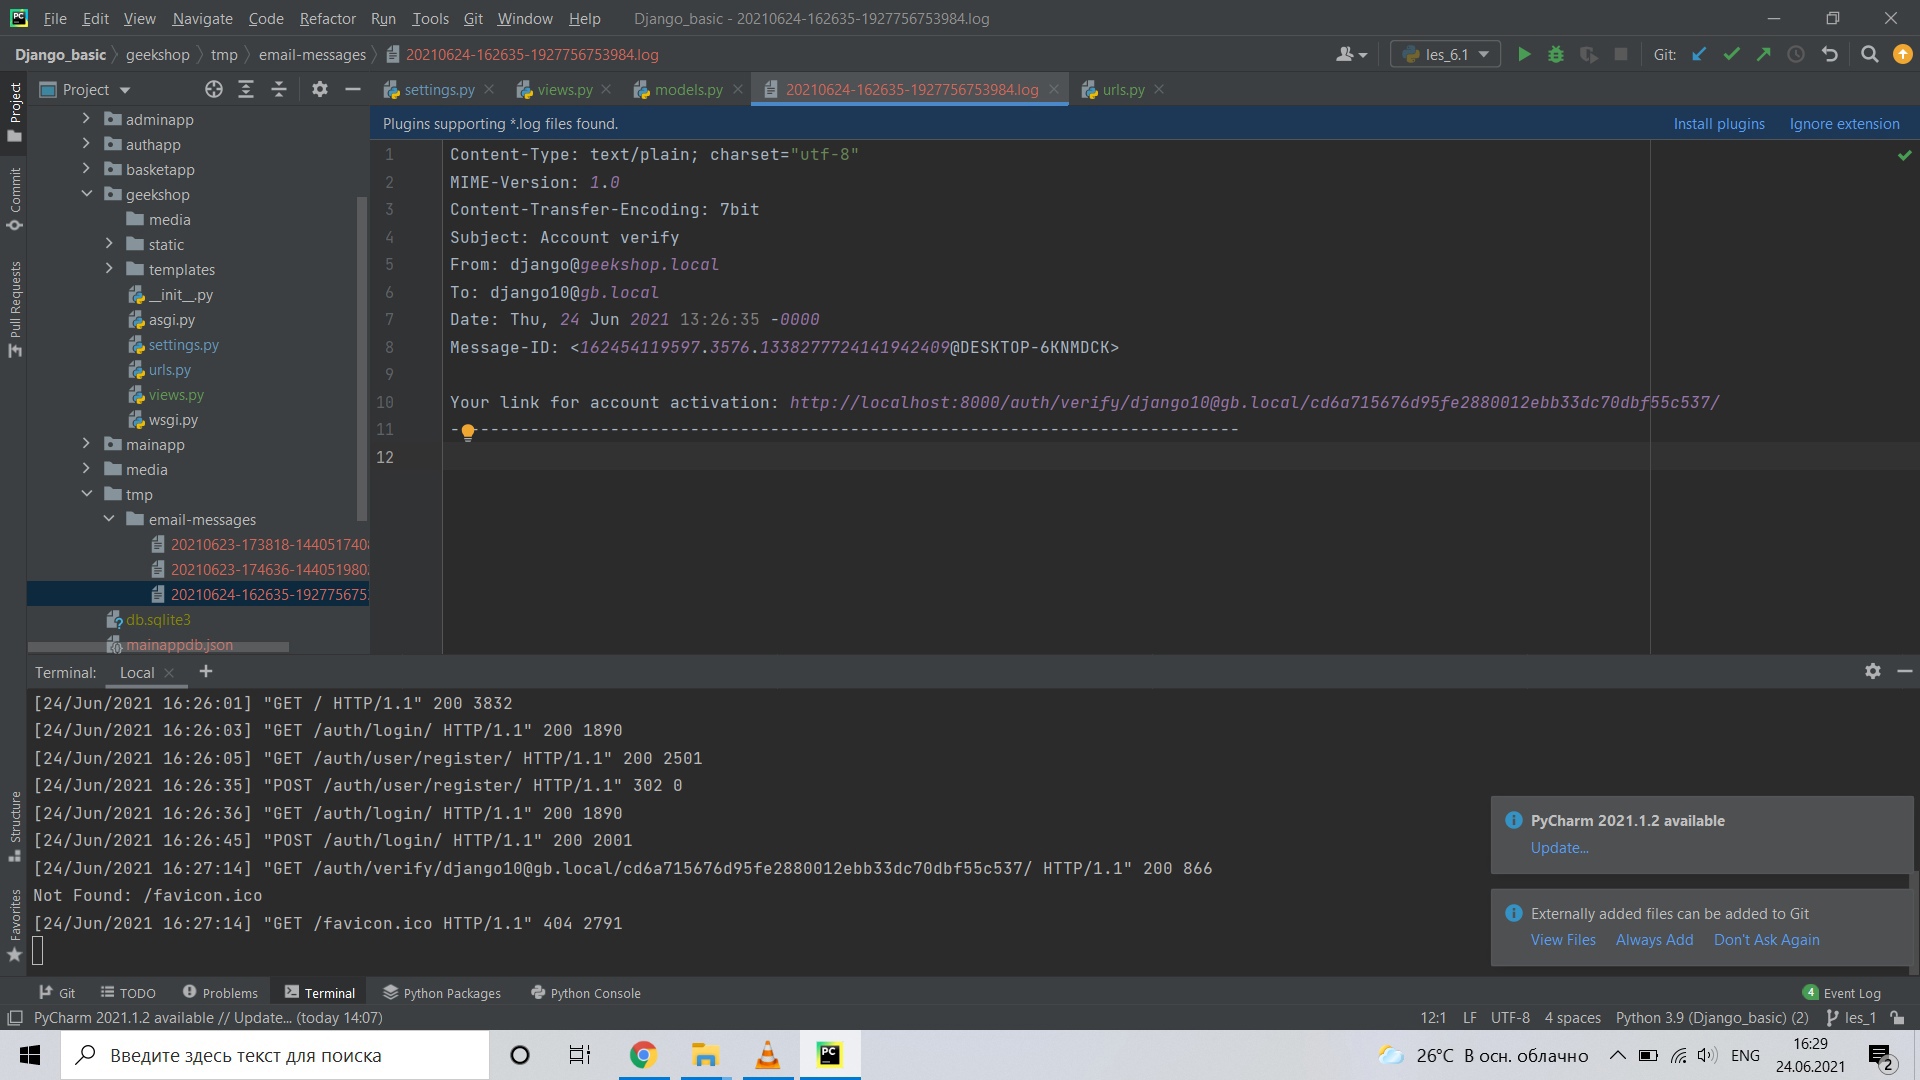 File Edit View Navigate Code Refactor Run Tools Git Window Help Django_basic - 20210624-162635-1927756753984.log
Django_basic geekshop tmp email-messages 20210624-162635-1927756753984.log les_6.1 Git:
Project settings.py views.py models.py 20210624-162635-1927756753984.log urls.py
Plugins supporting *.log files found. Install plugins Ignore extension
Project
Commit
Pull Requests
Structure
Favorites
adminapp
authapp
basketapp
geekshop
media
static
templates
__init__.py
asgi.py
settings.py
urls.py
views.py
wsgi.py
mainapp
media
tmp
email-messages
20210623-173818-144051740
20210623-174636-144051980
20210624-162635-192775675
db.sqlite3
mainappdb.json
1 Content-Type: text/plain; charset="utf-8"
2 MIME-Version: 1.0
3 Content-Transfer-Encoding: 7bit
4 Subject: Account verify
5 From: django@geekshop.local
6 To: django10@gb.local
7 Date: Thu, 24 Jun 2021 13:26:35 -0000
8 Message-ID: <162454119597.3576.1338277724141942409@DESKTOP-6KNMDCK>
9
10 Your link for account activation: http://localhost:8000/auth/verify/django10@gb.local/cd6a715676d95fe2880012ebb33dc70dbf55c537/
11 -------------------------------------------------------------------------------
12
Terminal: Local
[24/Jun/2021 16:26:01] "GET / HTTP/1.1" 200 3832
[24/Jun/2021 16:26:03] "GET /auth/login/ HTTP/1.1" 200 1890
[24/Jun/2021 16:26:05] "GET /auth/user/register/ HTTP/1.1" 200 2501
[24/Jun/2021 16:26:35] "POST /auth/user/register/ HTTP/1.1" 302 0
[24/Jun/2021 16:26:36] "GET /auth/login/ HTTP/1.1" 200 1890
[24/Jun/2021 16:26:45] "POST /auth/login/ HTTP/1.1" 200 2001
[24/Jun/2021 16:27:14] "GET /auth/verify/django10@gb.local/cd6a715676d95fe2880012ebb33dc70dbf55c537/ HTTP/1.1" 200 866
Not Found: /favicon.ico
[24/Jun/2021 16:27:14] "GET /favicon.ico HTTP/1.1" 404 2791
PyCharm 2021.1.2 available
Update...
Externally added files can be added to Git
View Files Always Add Don't Ask Again
Git TODO Problems Terminal Python Packages Python Console 4 Event Log
PyCharm 2021.1.2 available // Update... (today 14:07) 12:1 LF UTF-8 4 spaces Python 3.9 (Django_basic) (2) les_1
Введите здесь текст для поиска PC 26°C В осн. облачно ENG 16:29
24.06.2021 2